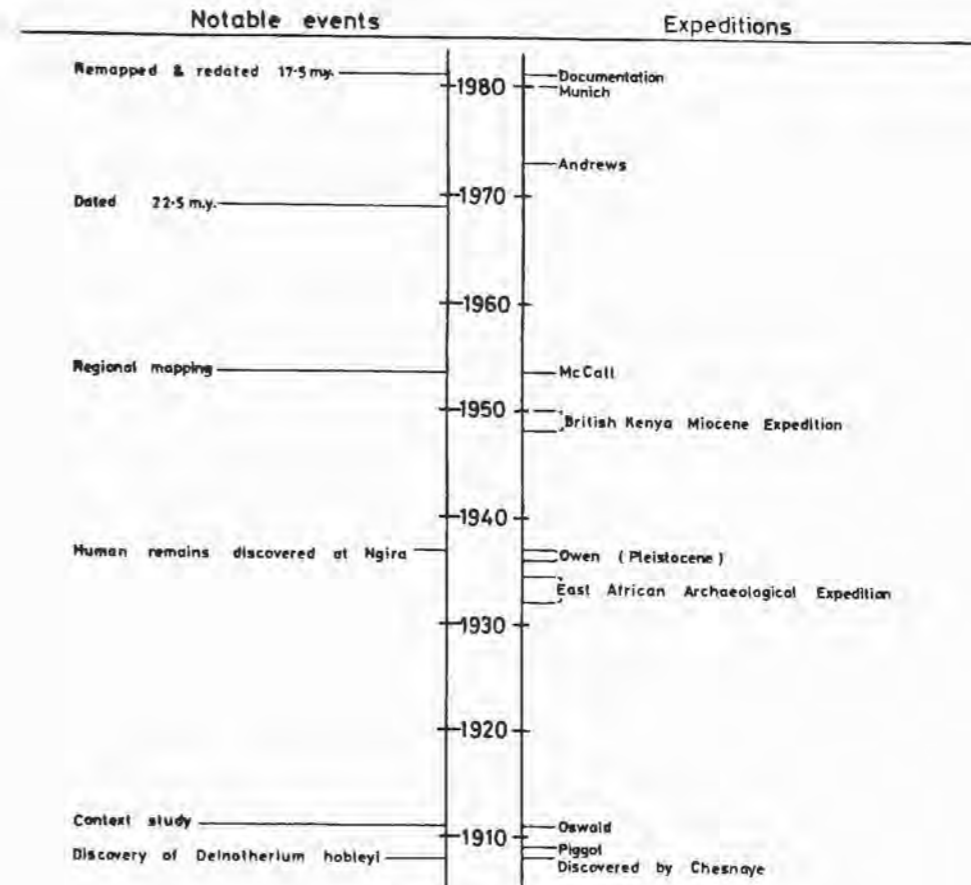 Notable events Expeditions
Remapped & redated 17·5 my. Documentation
1980 Munich
Andrews
Dated 22·5 m.y. 1970
1960
Regional mapping McCall
1950
British Kenya Miocene Expedition
1940
Human remains discovered at Ngira Owen (Pleistocene)
East African Archaeological Expedition
1930
1920
Context study Oswald
1910 Piggot
Discovery of Deinotherium hobleyi Discovered by Chesnaye